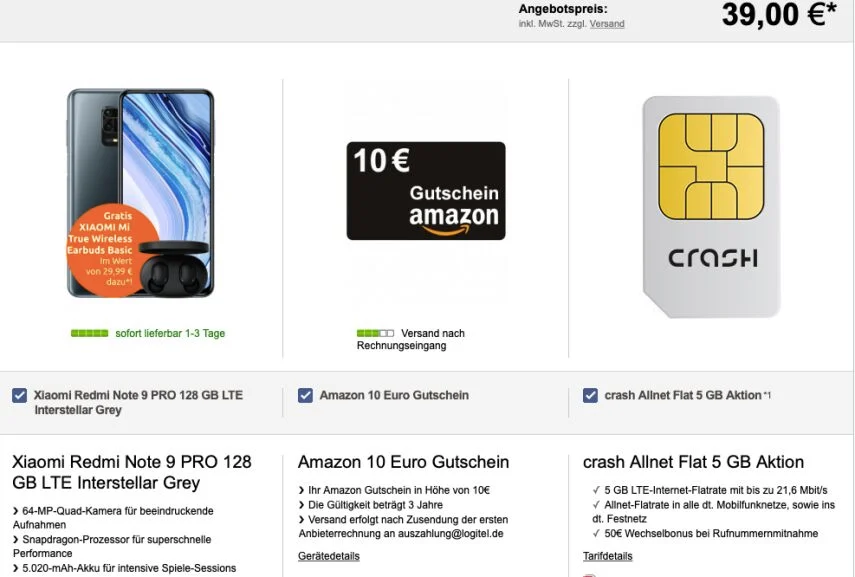 Angebotspreis:
inkl. MwSt. zzgl. Versand
39,00 €*
Gratis
XIAOMI Mi
True Wireless
Earbuds Basic
Im Wert
von 29,99 €
dazu*!
sofort lieferbar 1-3 Tage
10 €
Gutschein
amazon
Versand nach
Rechnungseingang
crash
Xiaomi Redmi Note 9 PRO 128 GB LTE
Interstellar Grey
Amazon 10 Euro Gutschein
crash Allnet Flat 5 GB Aktion *1
Xiaomi Redmi Note 9 PRO 128
GB LTE Interstellar Grey
❯ 64-MP-Quad-Kamera für beeindruckende
Aufnahmen
❯ Snapdragon-Prozessor für superschnelle
Performance
❯ 5.020-mAh-Akku für intensive Spiele-Sessions
Amazon 10 Euro Gutschein
❯ Ihr Amazon Gutschein in Höhe von 10€
❯ Die Gültigkeit beträgt 3 Jahre
❯ Versand erfolgt nach Zusendung der ersten
Anbieterrechnung an auszahlung@logitel.de
Gerätedetails
crash Allnet Flat 5 GB Aktion
✓ 5 GB LTE-Internet-Flatrate mit bis zu 21,6 Mbit/s
✓ Allnet-Flatrate in alle dt. Mobilfunknetze, sowie ins
dt. Festnetz
✓ 50€ Wechselbonus bei Rufnummernmitnahme
Tarifdetails